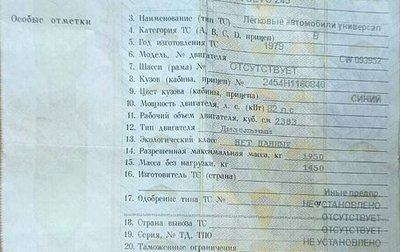 Особые отметки
3. Наименование (тип ТС) Легковые автомобили универсал
4. Категория ТС (A, B, C, D, прицеп) B
5. Год изготовления ТС 1979
6. Модель, № двигателя CW 093952
7. Шасси (рама) № ОТСУТСТВУЕТ
8. Кузов (кабина, прицеп) № 2454H1160840
9. Цвет кузова (кабины, прицепа) СИНИЙ
10. Мощность двигателя, л. с. (кВт) 82 л.с
11. Рабочий объем двигателя, куб. см 2383
12. Тип двигателя Дизельный
13. Экологический класс НЕТ ДАННЫХ
14. Разрешенная максимальная масса, кг 1950
15. Масса без нагрузки, кг 1450
16. Изготовитель ТС (страна)
Иные предпр.
17. Одобрение типа ТС № НЕ УСТАНОВЛЕНО
ОТСУТСТВУЕТ
18. Страна вывоза ТС ОТСУТСТВУЕТ
19. Серия, № ТД, ТПО НЕ УСТАНОВЛЕНО
20. Таможенные ограничения ОТСУТСТВУЕТ